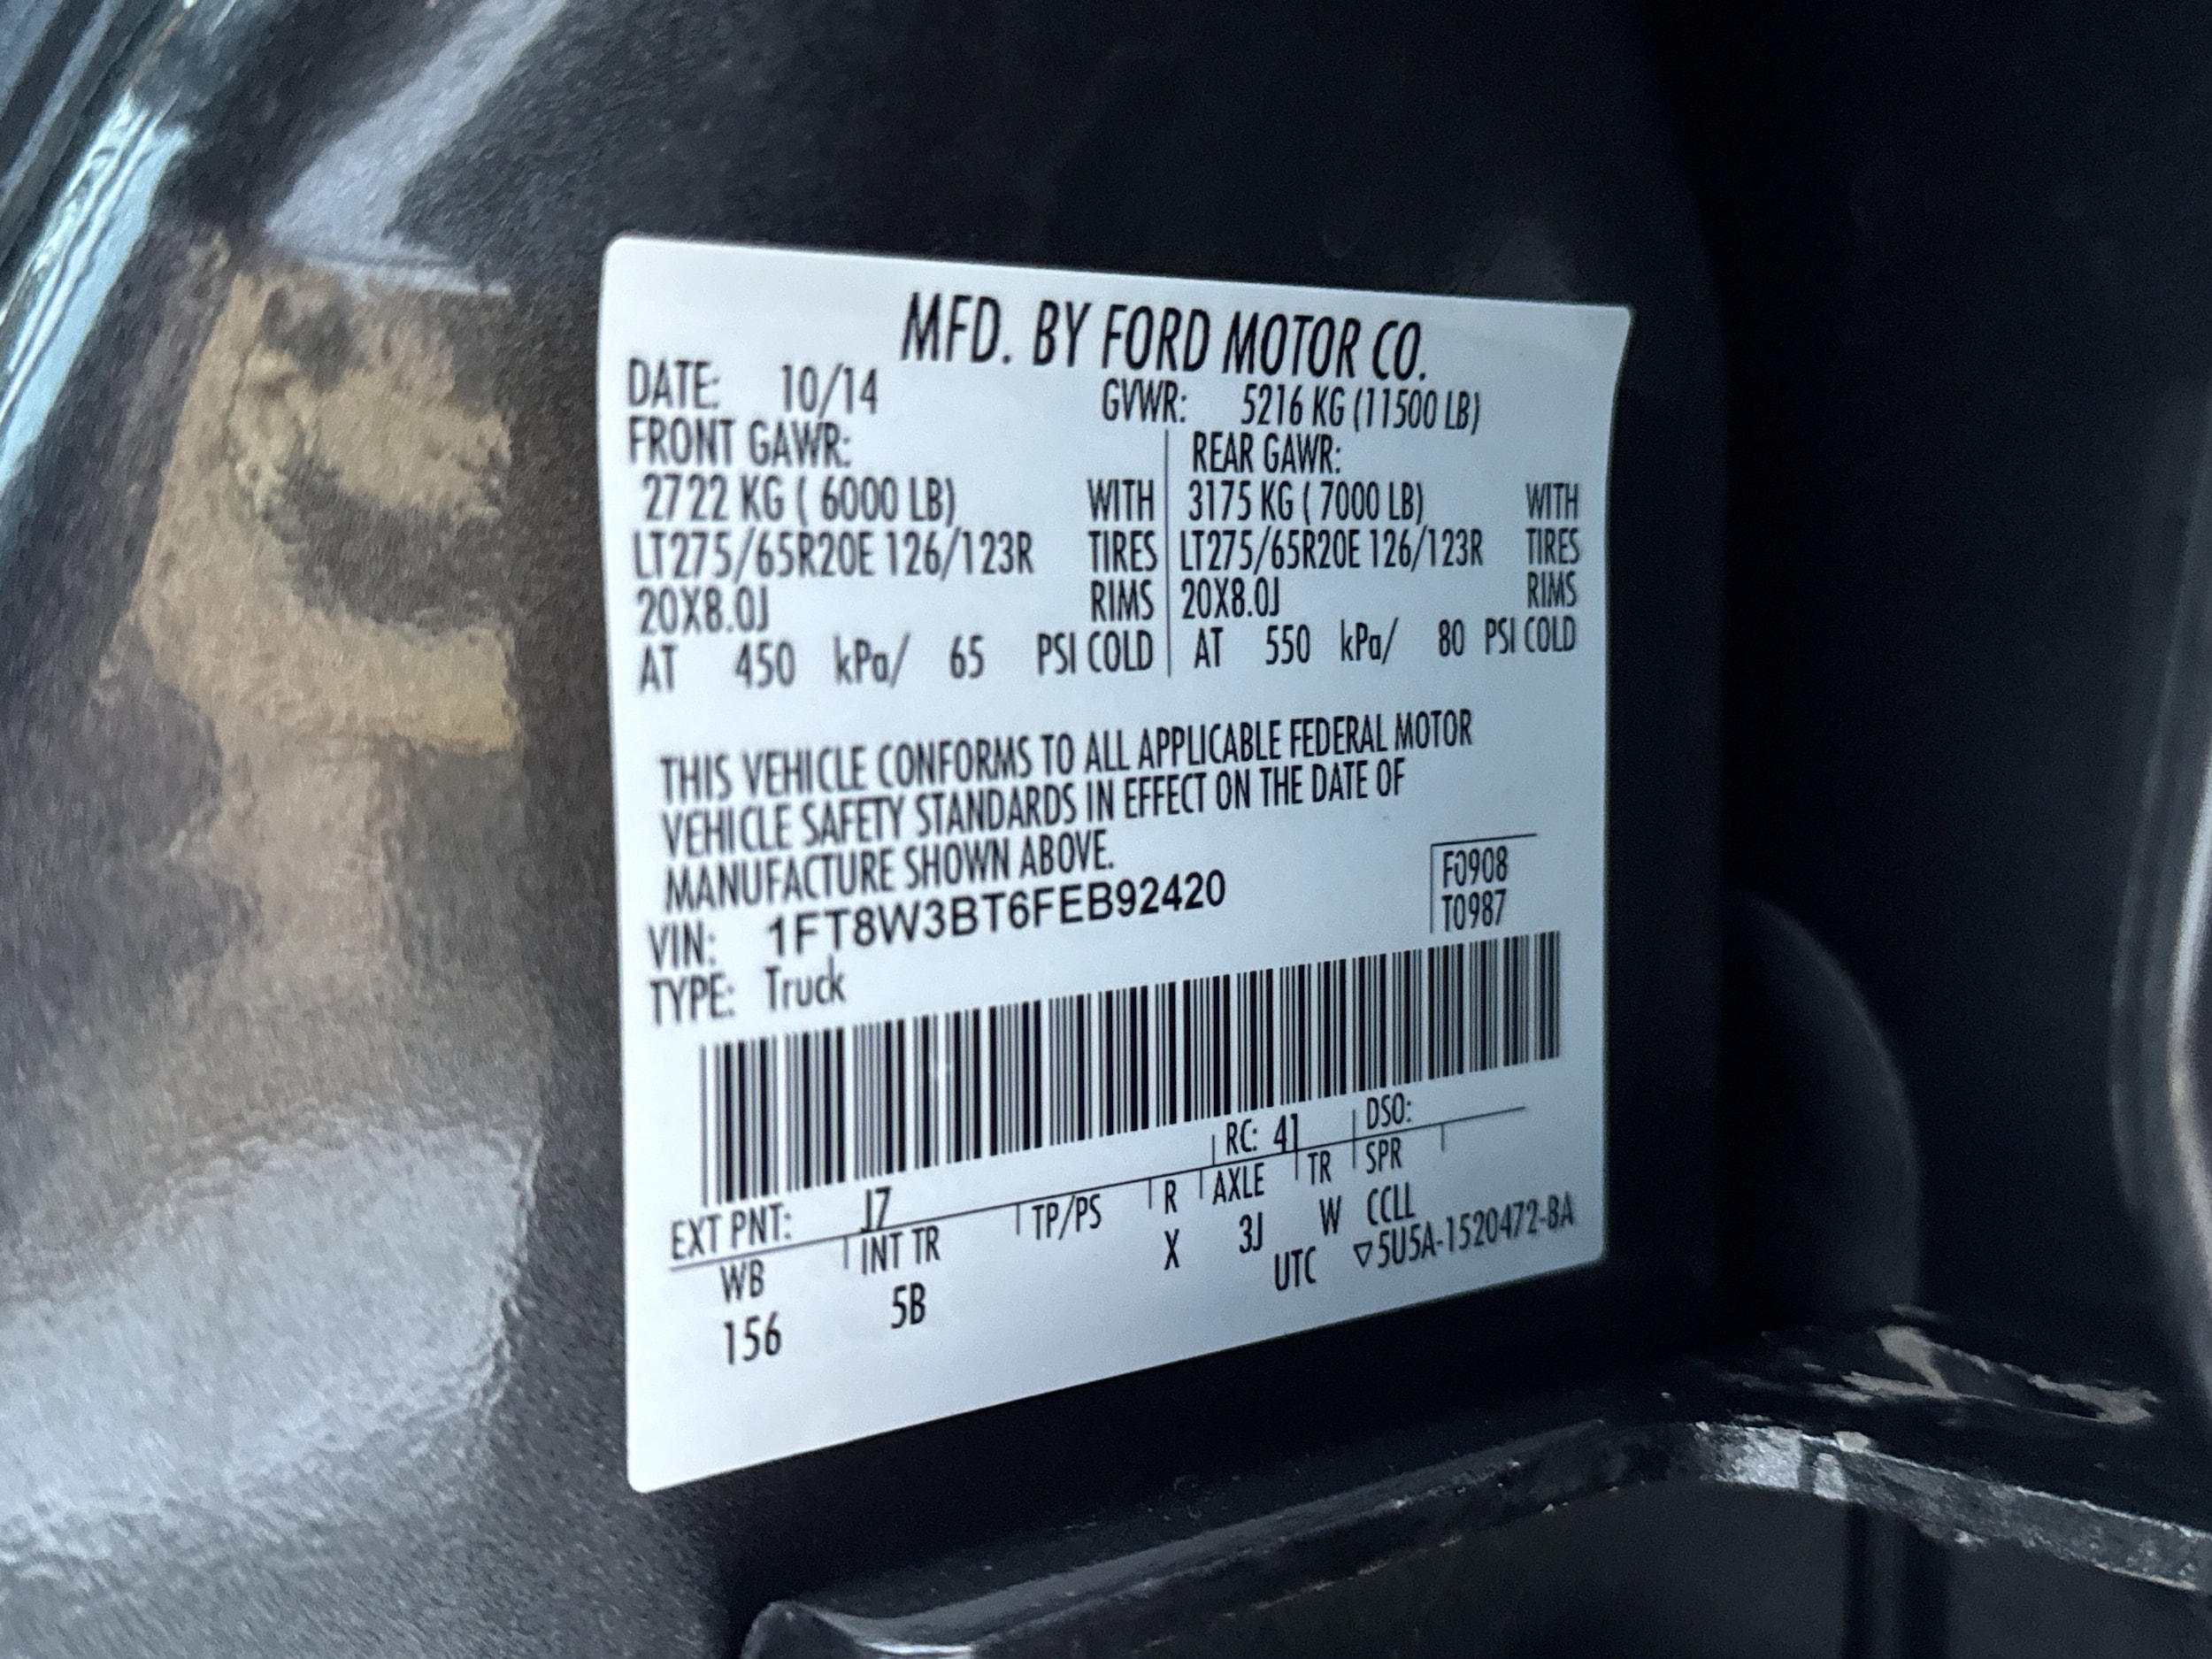 MFD. BY FORD MOTOR CO.
DATE: 10/14 GVWR: 5216 KG (11500 LB)
FRONT GAWR: REAR GAWR:
2722 KG ( 6000 LB) WITH 3175 KG ( 7000 LB) WITH
LT275/65R20E 126/123R TIRES LT275/65R20E 126/123R TIRES
20X8.0J RIMS 20X8.0J RIMS
AT 450 kPa/ 65 PSI COLD AT 550 kPa/ 80 PSI COLD
THIS VEHICLE CONFORMS TO ALL APPLICABLE FEDERAL MOTOR
VEHICLE SAFETY STANDARDS IN EFFECT ON THE DATE OF
MANUFACTURE SHOWN ABOVE.
VIN: 1FT8W3BT6FEB92420 F0908
TYPE: Truck T0987
EXT PNT: J7 RC: 41 DSO:
WB INT TR TP/PS R AXLE TR SPR
156 5B X 3J W CCLL
UTC ▽5U5A-1520472-BA